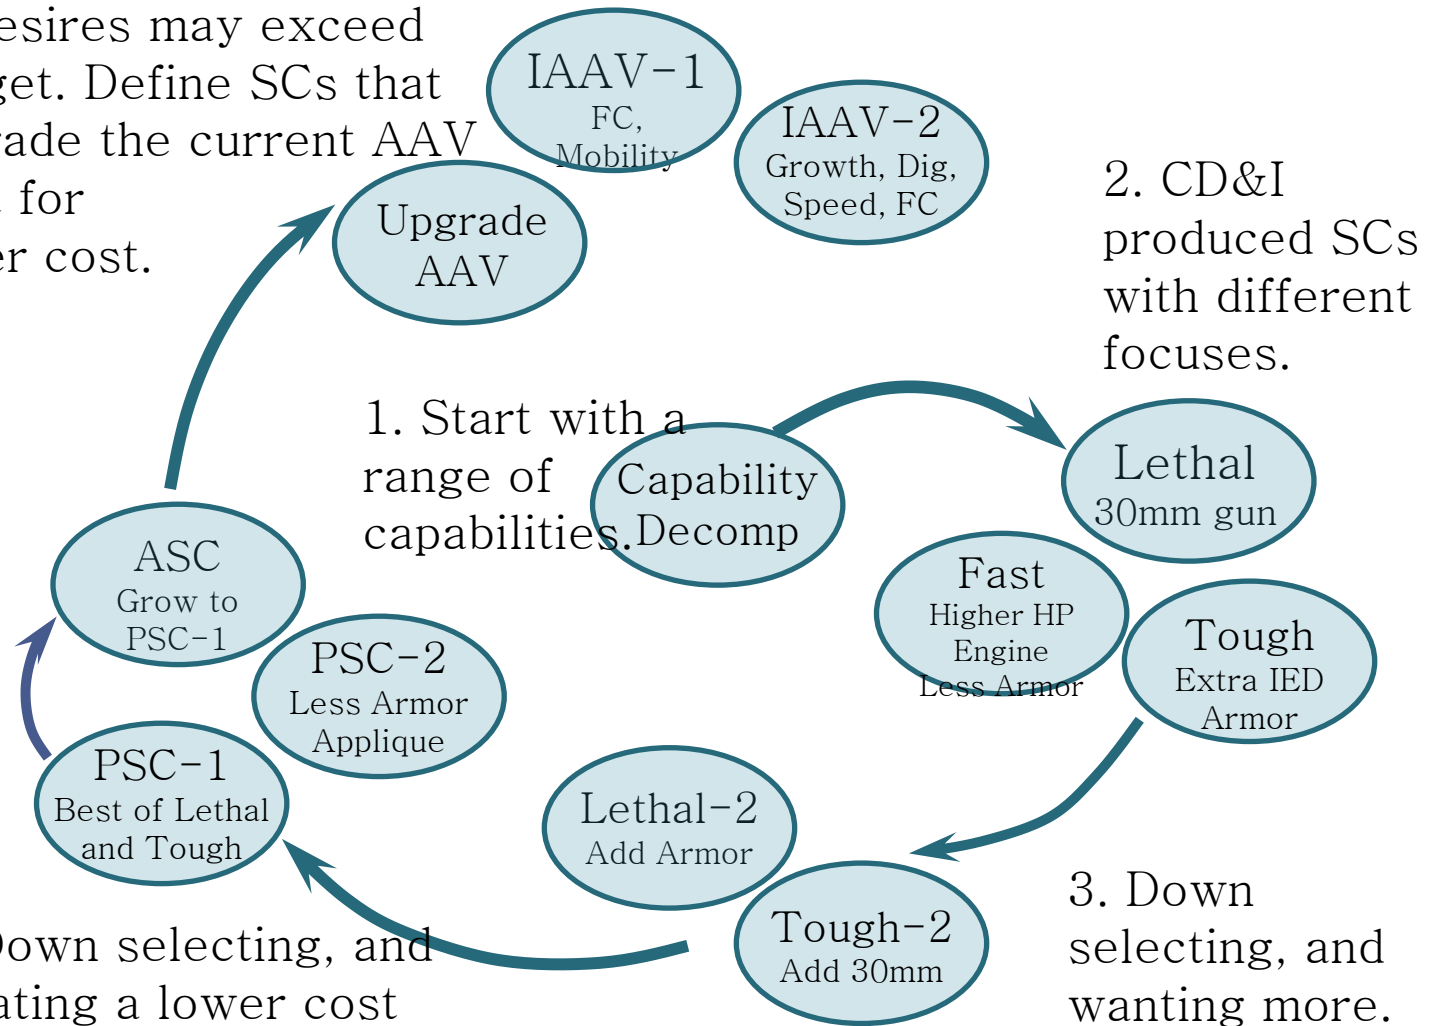 esires may exceed
get. Define SCs that
rade the current AAV
for
er cost.
IAAV-1
FC,
Mobility
IAAV-2
Growth, Dig,
Speed, FC
Upgrade
AAV
2. CD&I
produced SCs
with different
focuses.
1. Start with a
range of
capabilities.
Capability
Decomp
Lethal
30mm gun
Fast
Higher HP
Engine
Less Armor
Tough
Extra IED
Armor
ASC
Grow to
PSC-1
PSC-2
Less Armor
Applique
PSC-1
Best of Lethal
and Tough
Lethal-2
Add Armor
Tough-2
Add 30mm
3. Down
selecting, and
wanting more.
Down selecting, and
ating a lower cost